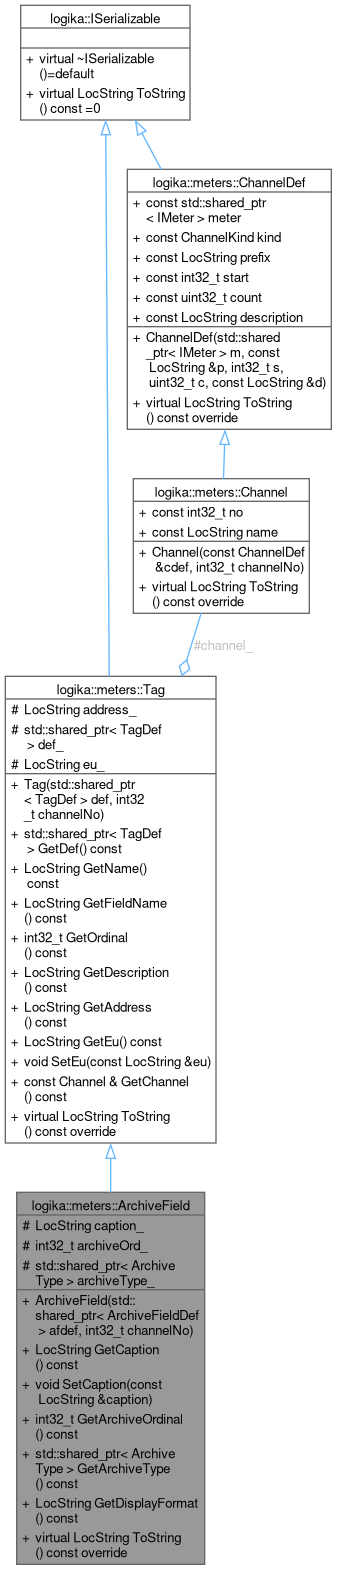 logika::ISerializable
+ virtual ~ISerializable
()=default
+ virtual LocString ToString
() const =0
logika::meters::ChannelDef
+ const std::shared_ptr
< IMeter > meter
+ const ChannelKind kind
+ const LocString prefix
+ const int32_t start
+ const uint32_t count
+ const LocString description
+ ChannelDef(std::shared
_ptr< IMeter > m, const
LocString &p, int32_t s,
uint32_t c, const LocString &d)
+ virtual LocString ToString
() const override
logika::meters::Channel
+ const int32_t no
+ const LocString name
+ Channel(const ChannelDef
&cdef, int32_t channelNo)
+ virtual LocString ToString
() const override
#channel_
logika::meters::Tag
# LocString address_
# std::shared_ptr< TagDef
> def_
# LocString eu_
+ Tag(std::shared_ptr
< TagDef > def, int32
_t channelNo)
+ std::shared_ptr< TagDef
> GetDef() const
+ LocString GetName()
const
+ LocString GetFieldName
() const
+ int32_t GetOrdinal
() const
+ LocString GetDescription
() const
+ LocString GetAddress
() const
+ LocString GetEu() const
+ void SetEu(const LocString &eu)
+ const Channel & GetChannel
() const
+ virtual LocString ToString
() const override
logika::meters::ArchiveField
# LocString caption_
# int32_t archiveOrd_
# std::shared_ptr< Archive
Type > archiveType_
+ ArchiveField(std::
shared_ptr< ArchiveFieldDef
> afdef, int32_t channelNo)
+ LocString GetCaption
() const
+ void SetCaption(const
LocString &caption)
+ int32_t GetArchiveOrdinal
() const
+ std::shared_ptr< Archive
Type > GetArchiveType
() const
+ LocString GetDisplayFormat
() const
+ virtual LocString ToString
() const override